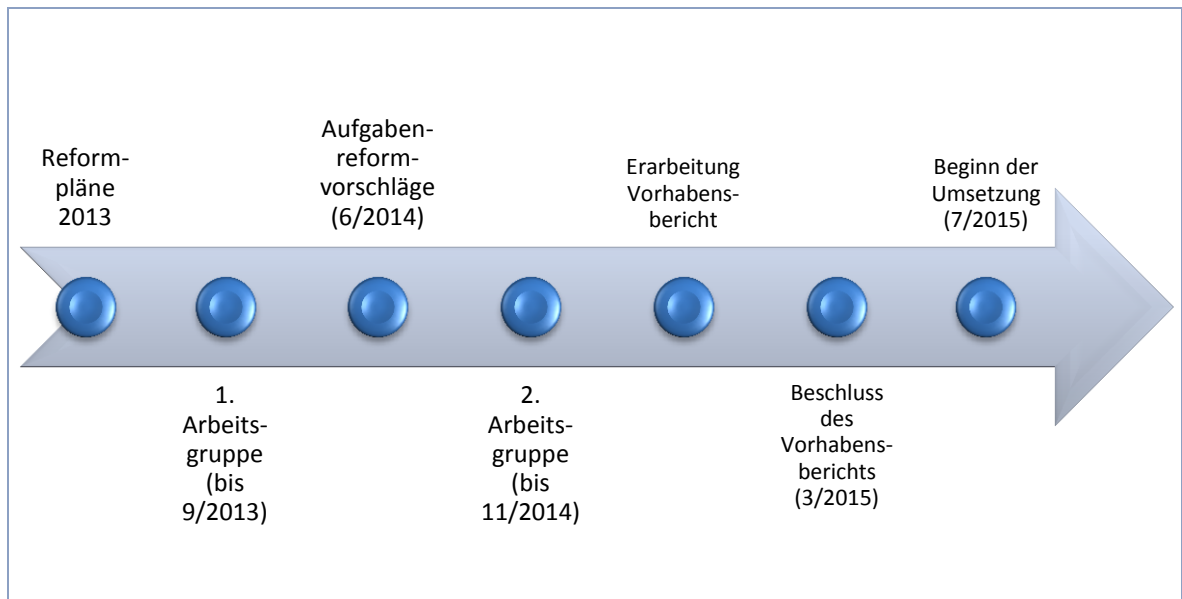 Reform-
pläne
2013
1.
Arbeits-
gruppe
(bis
9/2013)
Aufgaben-
reform-
vorschläge
(6/2014)
2.
Arbeits-
gruppe
(bis
11/2014)
Erarbeitung
Vorhabens-
bericht
Beschluss
des
Vorhabens-
berichts
(3/2015)
Beginn der
Umsetzung
(7/2015)